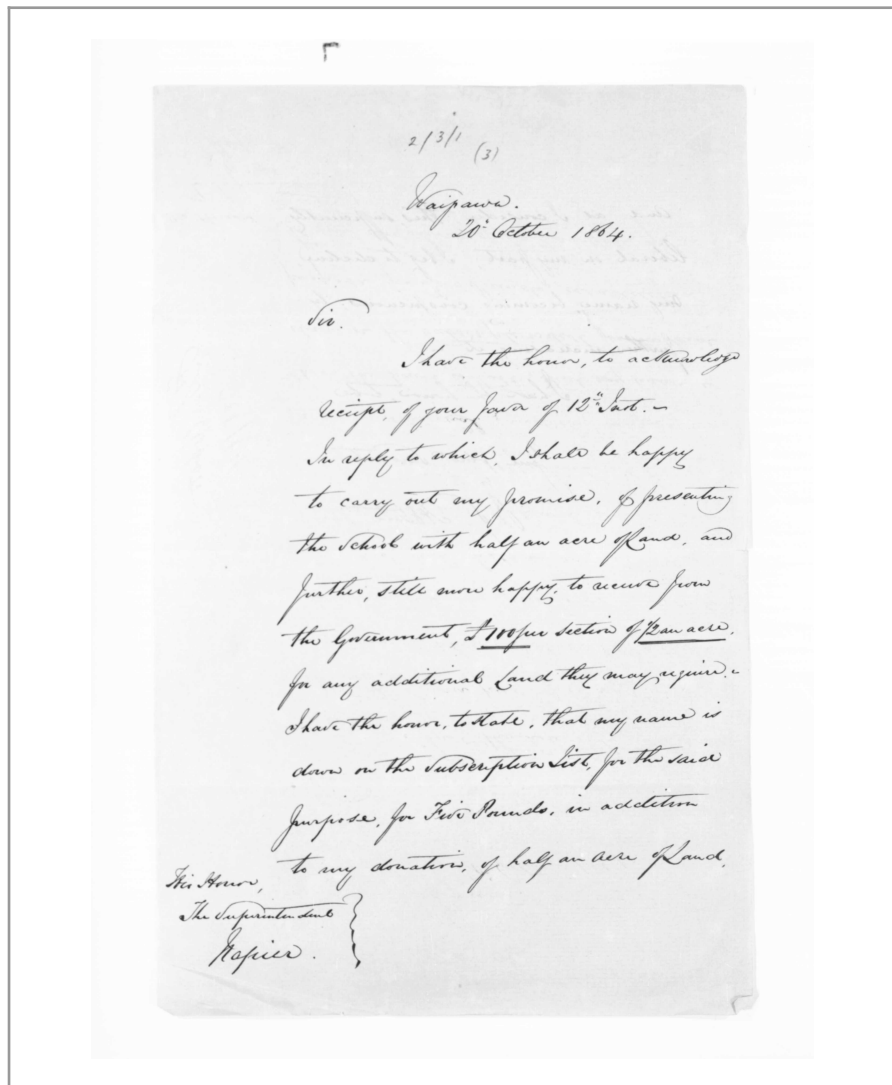 2/3/1
(3)
Waipawa.
20th October 1864.
Sir.
I have the honor, to acknowledge
receipt, of your favor of 12th Inst. ~
In reply to which, I shall be happy
to carry out my promise, of presenting
the School with half an acre of Land, and
further, still more happy, to receive from
the Government, £100 per section of 1/2 an acre,
for any additional Land they may require. ~
I have the honor, to state, that my name is
down on the Subscription List, for the said
purpose, for Five Pounds, in addition
to my donation, of half an acre of Land,
His Honor,
The Superintendent
Napier.